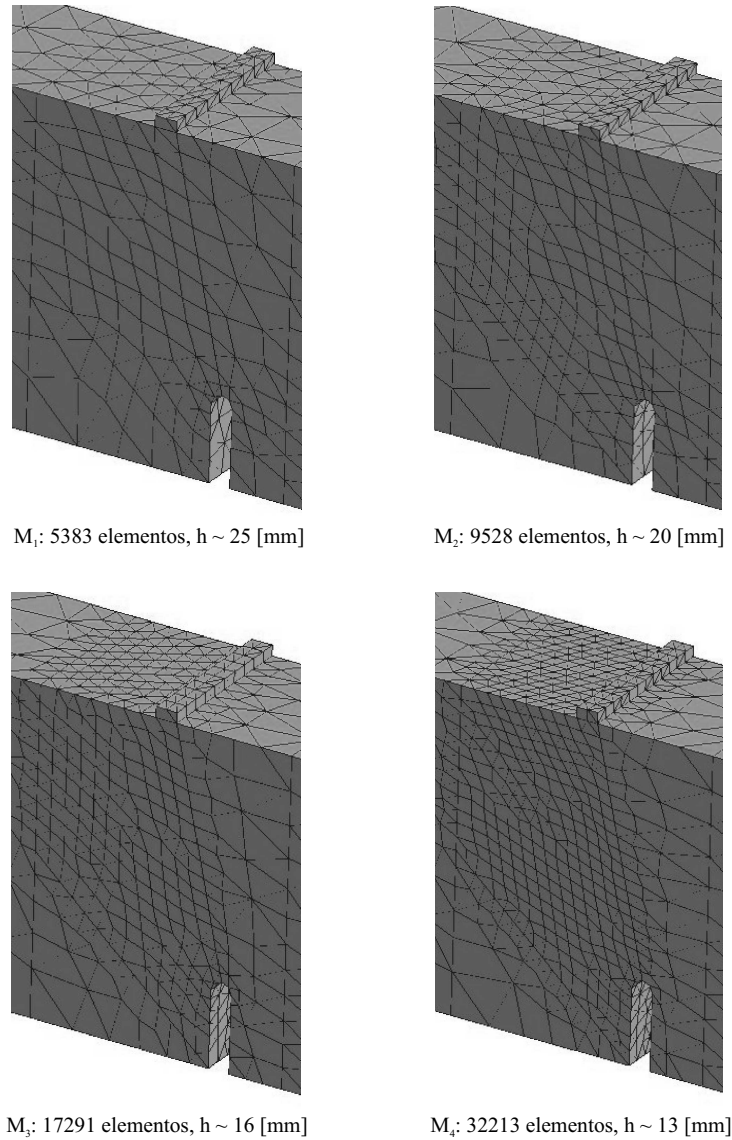 M₁: 5383 elementos, h ~ 25 [mm]
M₂: 9528 elementos, h ~ 20 [mm]
M₃: 17291 elementos, h ~ 16 [mm]
M₄: 32213 elementos, h ~ 13 [mm]